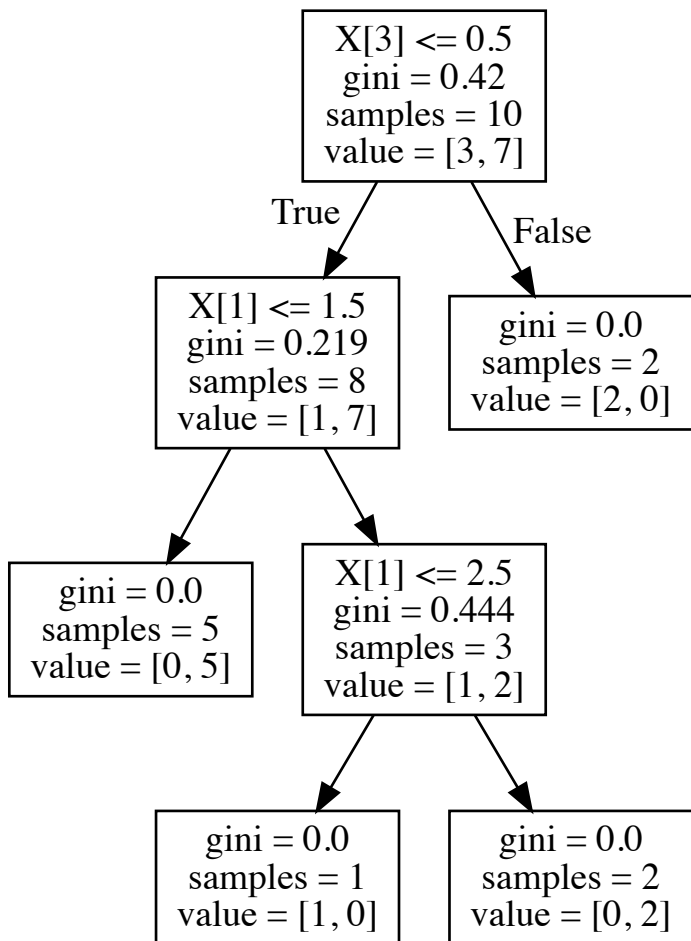 X[3] <= 0.5
gini = 0.42
samples = 10
value = [3, 7]
True
False
X[1] <= 1.5
gini = 0.219
samples = 8
value = [1, 7]
gini = 0.0
samples = 2
value = [2, 0]
gini = 0.0
samples = 5
value = [0, 5]
X[1] <= 2.5
gini = 0.444
samples = 3
value = [1, 2]
gini = 0.0
samples = 1
value = [1, 0]
gini = 0.0
samples = 2
value = [0, 2]